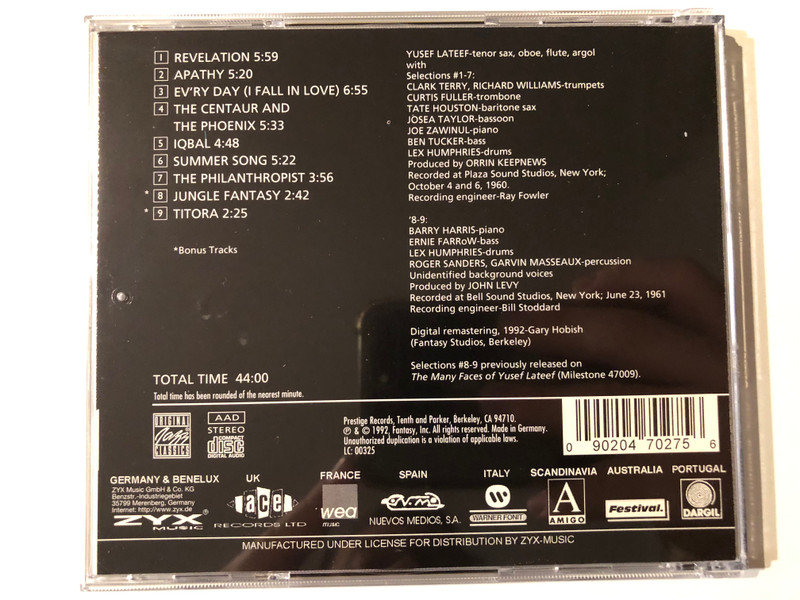 1 REVELATION 5:59
2 APATHY 5:20
3 EV'RY DAY (I FALL IN LOVE) 6:55
4 THE CENTAUR AND
THE PHOENIX 5:33
5 IQBAL 4:48
6 SUMMER SONG 5:22
7 THE PHILANTHROPIST 3:56
* 8 JUNGLE FANTASY 2:42
* 9 TITORA 2:25
*Bonus Tracks
TOTAL TIME 44:00
Total time has been rounded of the nearest minute.
YUSEF LATEEF-tenor sax, oboe, flute, argol
with
Selections #1-7:
CLARK TERRY, RICHARD WILLIAMS-trumpets
CURTIS FULLER-trombone
TATE HOUSTON-baritone sax
JOSEA TAYLOR-bassoon
JOE ZAWINUL-piano
BEN TUCKER-bass
LEX HUMPHRIES-drums
Produced by ORRIN KEEPNEWS
Recorded at Plaza Sound Studios, New York;
October 4 and 6, 1960.
Recording engineer-Ray Fowler
'8-9:
BARRY HARRIS-piano
ERNIE FARRoW-bass
LEX HUMPHRIES-drums
ROGER SANDERS, GARVIN MASSEAUX-percussion
Unidentified background voices
Produced by JOHN LEVY
Recorded at Bell Sound Studios, New York; June 23, 1961
Recording engineer-Bill Stoddard
Digital remastering, 1992-Gary Hobish
(Fantasy Studios, Berkeley)
Selections #8-9 previously released on
The Many Faces of Yusef Lateef (Milestone 47009).
ORIGINAL
Jazz
CLASSICS
AAD
STEREO
COMPACT
disc
DIGITAL AUDIO
Prestige Records, Tenth and Parker, Berkeley, CA 94710.
℗ & © 1992, Fantasy, Inc. All rights reserved. Made in Germany.
Unauthorized duplication is a violation of applicable laws.
LC: 00325
0 90204 70275 6
GERMANY & BENELUX
ZYX Music GmbH & Co. KG
Benzstr.-Industriegebiet
35799 Merenberg, Germany
Internet: http://www.zyx.de
ZYX
MUSIC
UK
ace
RECORDS LTD
FRANCE
wea
music
SPAIN
NUEVOS MEDIOS, S.A.
ITALY
WARNER FONIT
SCANDINAVIA
A
AMIGO
AUSTRALIA
Festival.
PORTUGAL
DARGIL
MANUFACTURED UNDER LICENSE FOR DISTRIBUTION BY ZYX-MUSIC